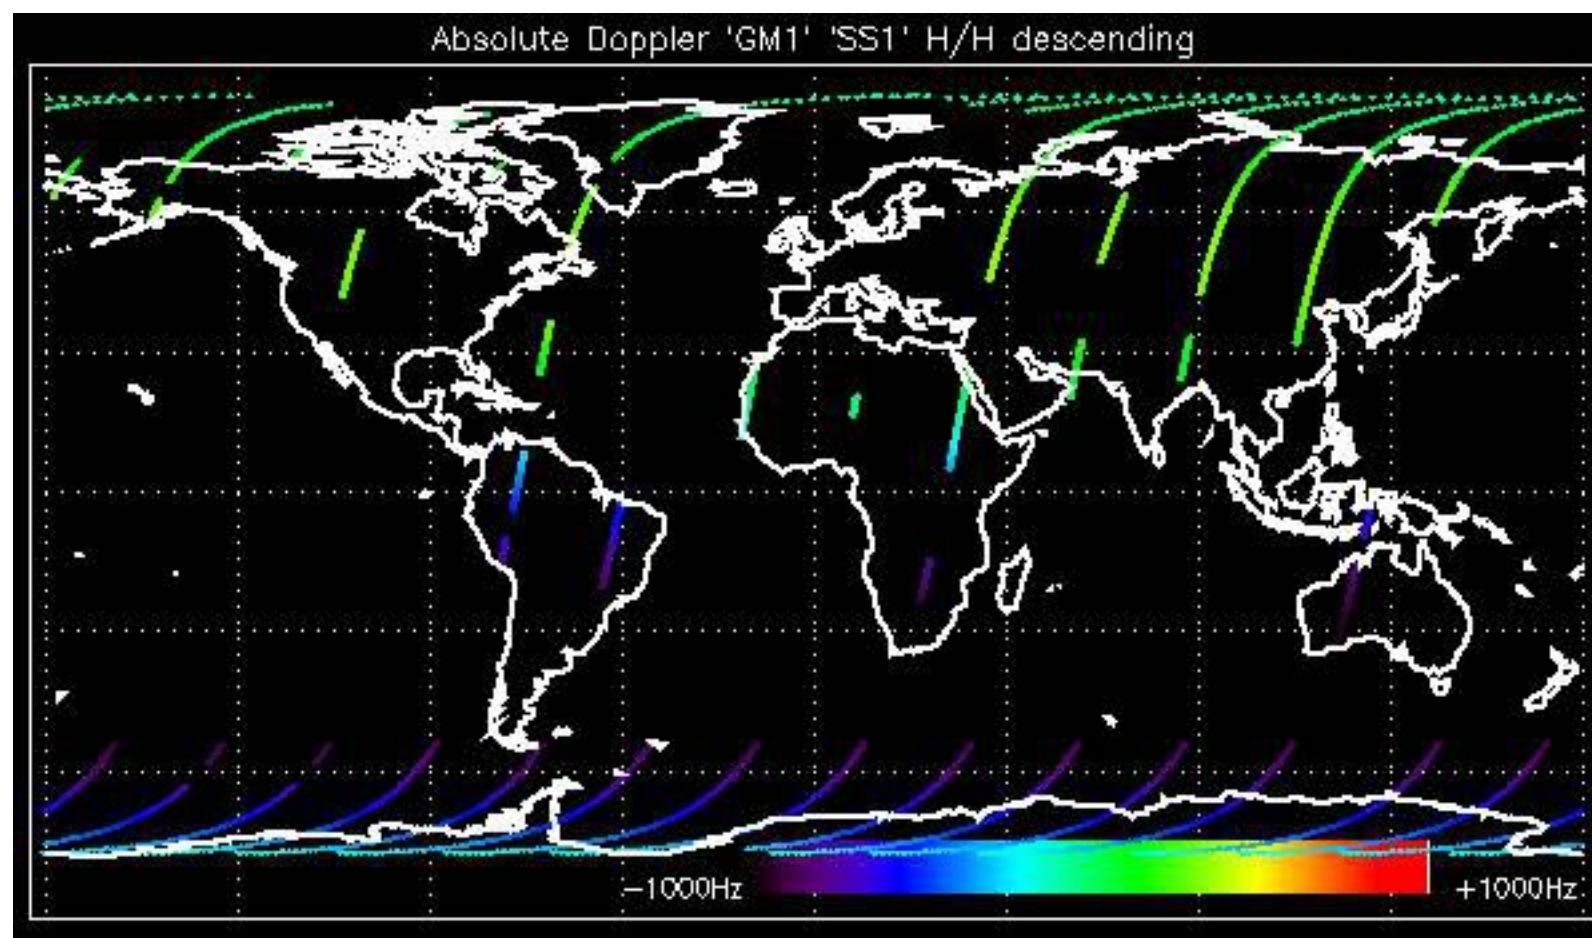 Absolute Doppler 'GM1' 'SS1' H/H descending
-1000Hz +1000Hz